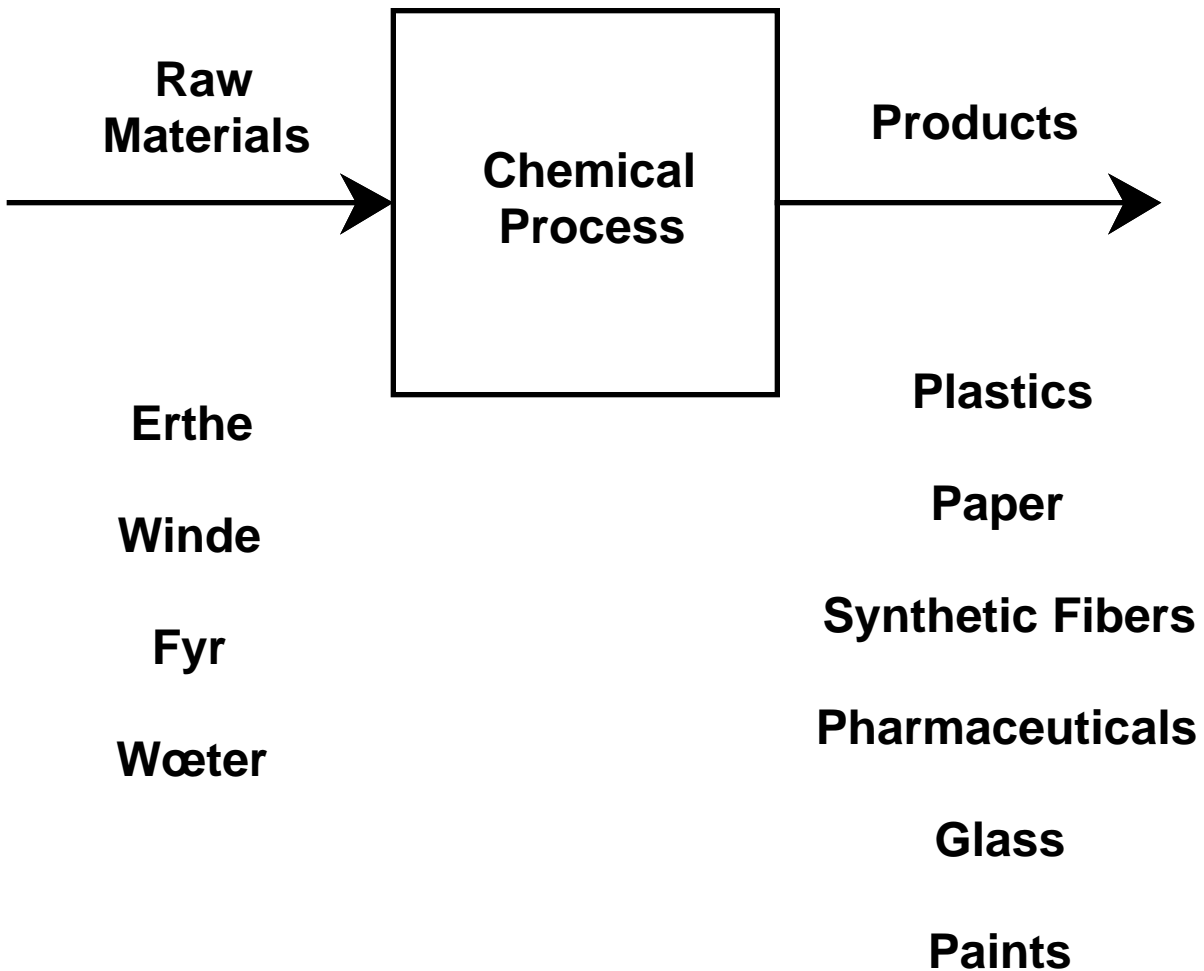 Raw
Materials
Chemical
Process
Products
Erthe
Winde
Fyr
Wœter
Plastics
Paper
Synthetic Fibers
Pharmaceuticals
Glass
Paints